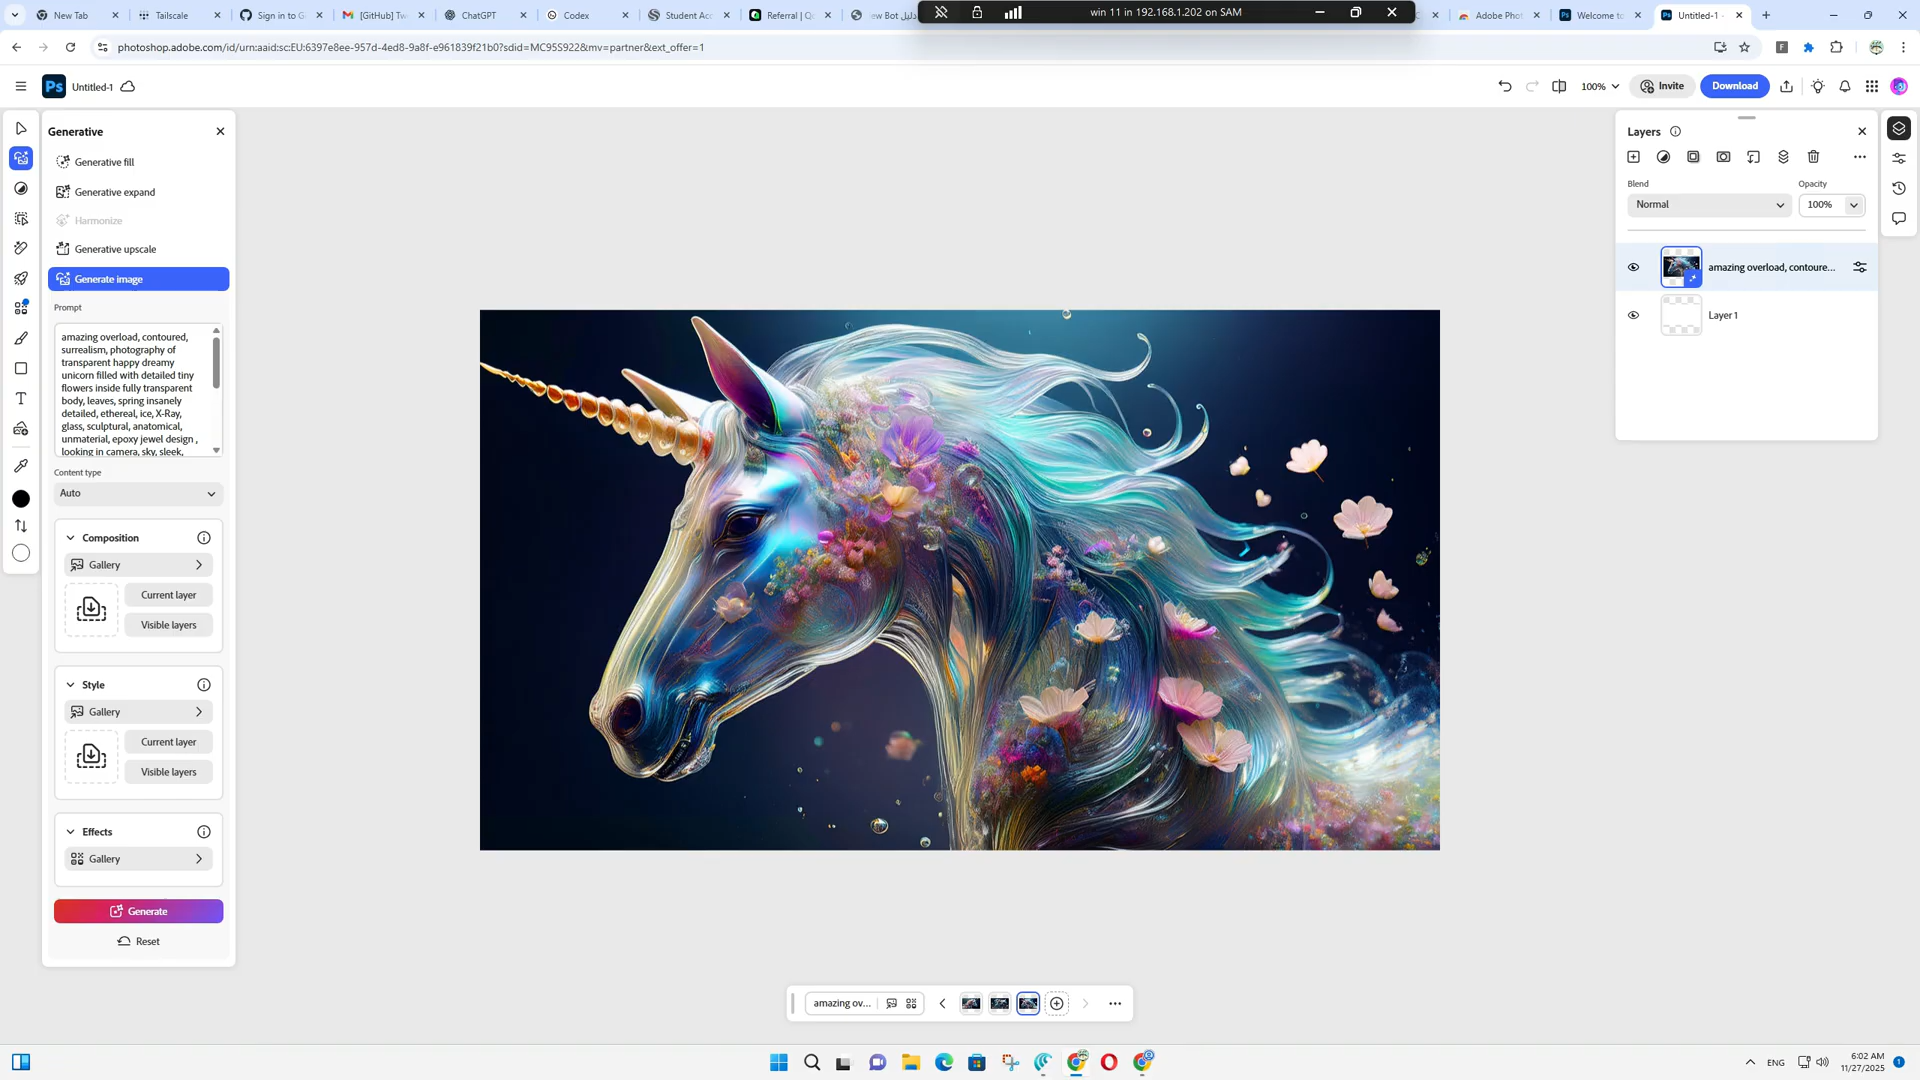 New Tab
Tailscale
Sign in to G
[GitHub] Tw
ChatGPT
Codex
Student Acc
Referral | Q
win 11 in 192.168.1.202 on SAM
Adobe Phot
Welcome to
Untitled-1
photoshop.adobe.com/id/urn:aaid:sc:EU:6397e8ee-957d-4ed8-9a8f-e961839f21b0?sdid=MC95S922&mv=partner&ext_offer=1
Ps
Untitled-1
100%
Invite
Download
Generative
Generative fill
Generative expand
Harmonize
Generative upscale
Generate image
Prompt
amazing overload, contoured,
surrealism, photography of
transparent happy dreamy
unicorn filled with detailed tiny
flowers inside fully transparent
body, leaves, spring insanely
detailed, ethereal, ice, X-Ray,
glass, sculptural, anatomical,
unmaterial, epoxy jewel design ,
looking in camera, sky, sleek,
Content type
Auto
Composition
Gallery
Current layer
Visible layers
Style
Gallery
Current layer
Visible layers
Effects
Gallery
Generate
Reset
Layers
Blend
Opacity
Normal
100%
amazing overload, contoure...
Layer 1
amazing ov...
ENG
6:02 AM
11/27/2025
1